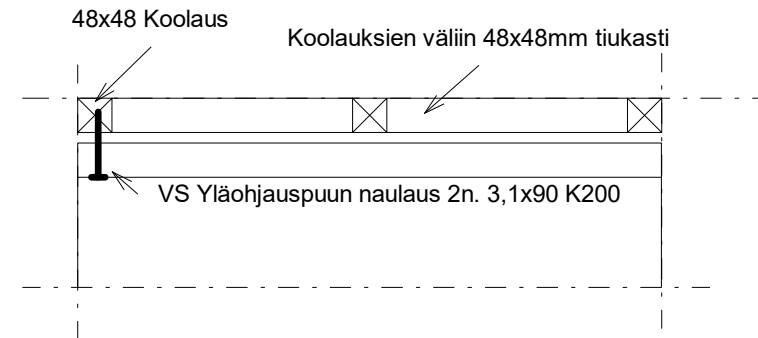 48x48 Koolaus
Koolauksien väliin 48x48mm tiukasti
VS Yläohjauspuun naulaus 2n. 3,1x90 K200